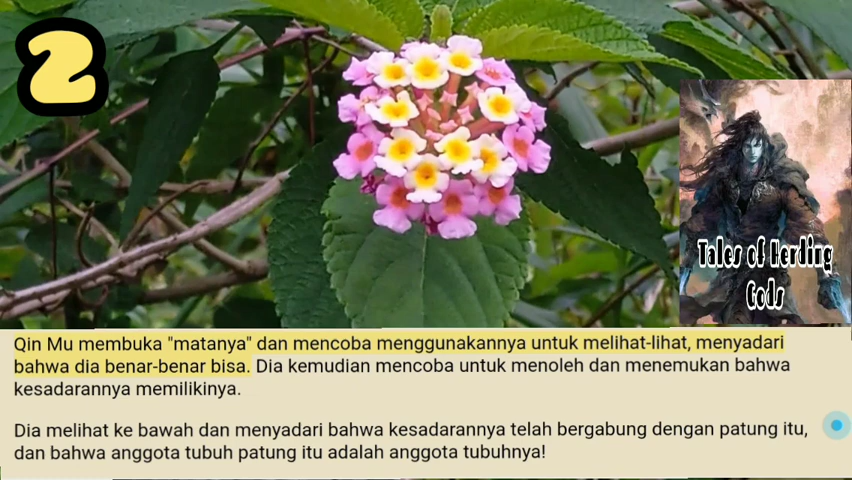 2
Tales of Herding
Gods
Qin Mu membuka "matanya" dan mencoba menggunakannya untuk melihat-lihat, menyadari
bahwa dia benar-benar bisa. Dia kemudian mencoba untuk menoleh dan menemukan bahwa
kesadarannya memilikinya.
Dia melihat ke bawah dan menyadari bahwa kesadarannya telah bergabung dengan patung itu,
dan bahwa anggota tubuh patung itu adalah anggota tubuhnya!